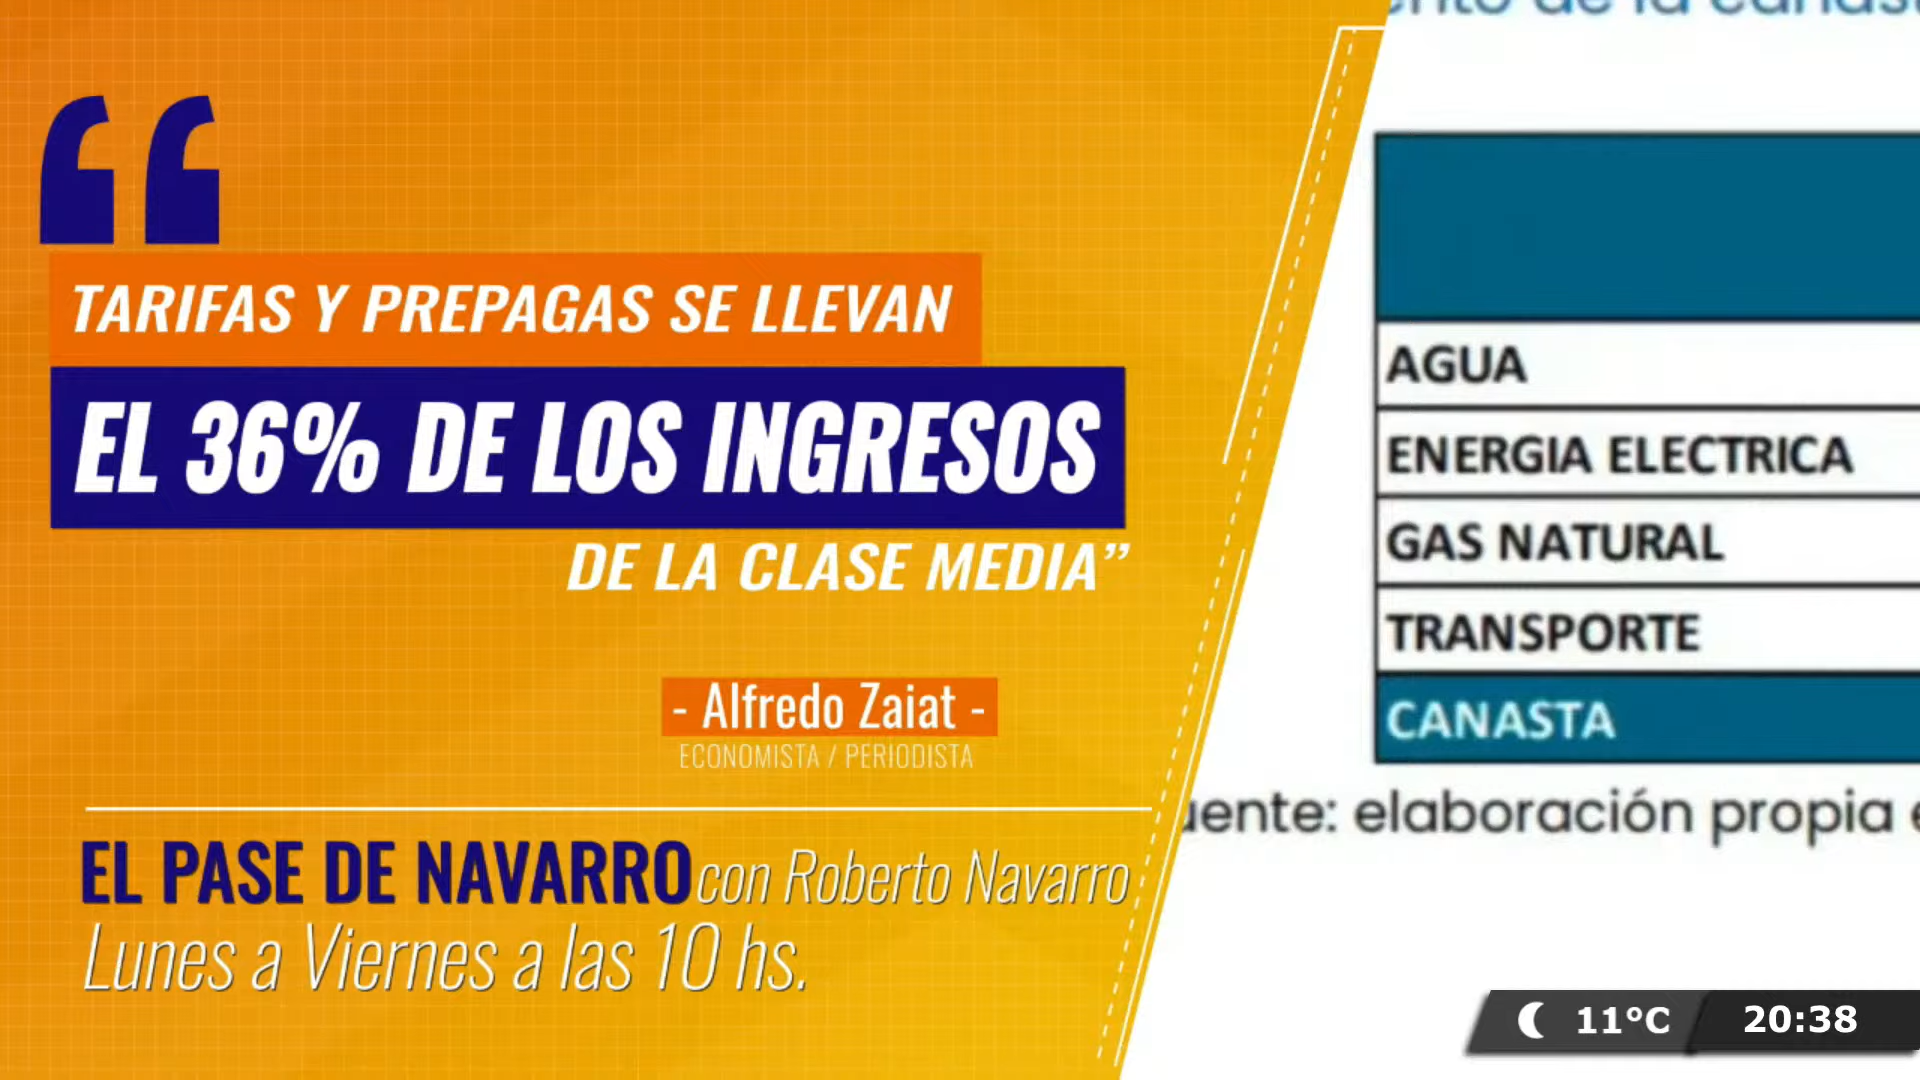 “
TARIFAS Y PREPAGAS SE LLEVAN
EL 36% DE LOS INGRESOS
DE LA CLASE MEDIA”
- Alfredo Zaiat -
ECONOMISTA / PERIODISTA
EL PASE DE NAVARRO con Roberto Navarro
Lunes a Viernes a las 10 hs.
de la
AGUA
ENERGIA ELECTRICA
GAS NATURAL
TRANSPORTE
CANASTA
elaboración propia
11°C 20:38